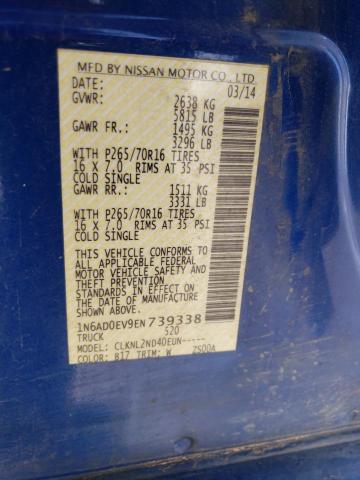 MFD BY NISSAN MOTOR CO., LTD
DATE: 03/14
GVWR: 2638 KG
5815 LB
GAWR FR.: 1495 KG
3296 LB
WITH P265/70R16 TIRES
16 X 7.0 RIMS AT 35 PSI
COLD SINGLE
GAWR RR.: 1511 KG
3331 LB
WITH P265/70R16 TIRES
16 X 7.0 RIMS AT 35 PSI
COLD SINGLE
THIS VEHICLE CONFORMS TO
ALL APPLICABLE FEDERAL
MOTOR VEHICLE SAFETY AND
THEFT PREVENTION
STANDARDS IN EFFECT ON
THE DATE OF MANUFACTURE
SHOWN ABOVE.
1N6AD0EV9EN739338
TRUCK 520
MODEL: CLKNL2ND40EUN-----
COLOR: B17 TRIM: W ZS00A